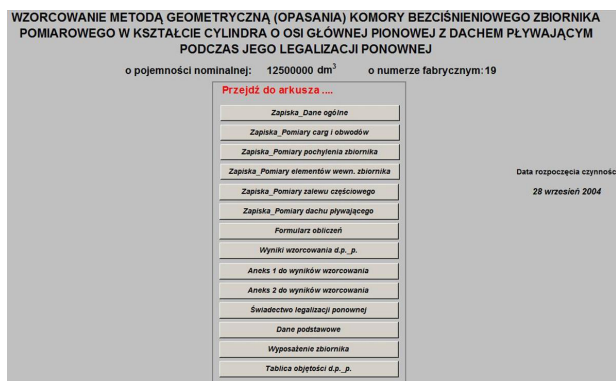 WZORCOWANIE METODĄ GEOMETRYCZNĄ (OPASANIA) KOMORY BEZCIŚNIENIOWEGO ZBIORNIKA
POMIAROWEGO W KSZTAŁCIE CYLINDRA O OSI GŁÓWNEJ PIONOWEJ Z DACHEM PŁYWAJĄCYM
PODCZAS JEGO LEGALIZACJI PONOWNEJ
o pojemności nominalnej: 12500000 dm³ o numerze fabrycznym: 19
Przejdź do arkusza ....
Zapiska_Dane ogólne
Zapiska_Pomiary carg i obwodów
Zapiska_Pomiary pochylenia zbiornika
Zapiska_Pomiary elementów wewn. zbiornika
Data rozpoczęcia czynnośc
Zapiska_Pomiary zalewu częściowego
28 wrzesień 2004
Zapiska_Pomiary dachu pływającego
Formularz obliczeń
Wyniki wzorcowania d.p._p.
Aneks 1 do wyników wzorcowania
Aneks 2 do wyników wzorcowania
Świadectwo legalizacji ponownej
Dane podstawowe
Wyposażenie zbiornika
Tablica objętości d.p._p.